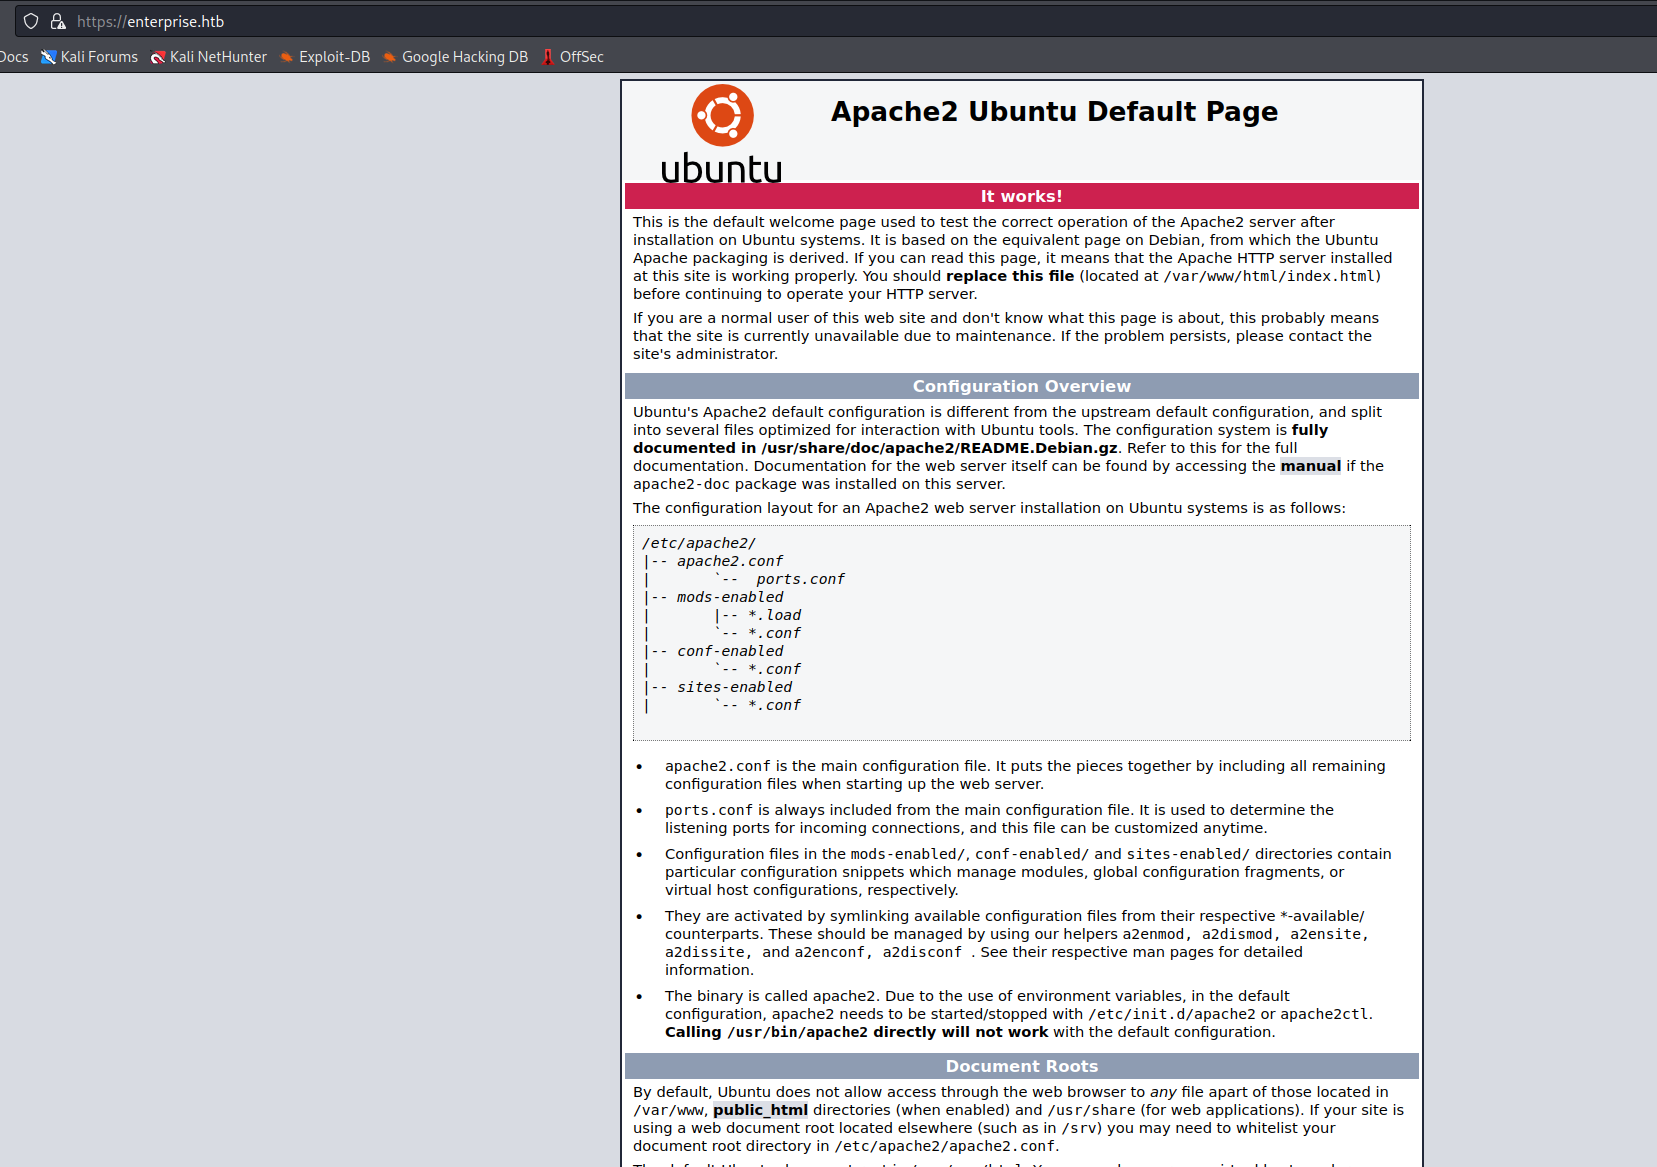 https://enterprise.htb
Docs Kali Forums Kali NetHunter Exploit-DB Google Hacking DB OffSec
ubuntu
Apache2 Ubuntu Default Page
It works!
This is the default welcome page used to test the correct operation of the Apache2 server after
installation on Ubuntu systems. It is based on the equivalent page on Debian, from which the Ubuntu
Apache packaging is derived. If you can read this page, it means that the Apache HTTP server installed
at this site is working properly. You should replace this file (located at /var/www/html/index.html)
before continuing to operate your HTTP server.
If you are a normal user of this web site and don't know what this page is about, this probably means
that the site is currently unavailable due to maintenance. If the problem persists, please contact the
site's administrator.
Configuration Overview
Ubuntu's Apache2 default configuration is different from the upstream default configuration, and split
into several files optimized for interaction with Ubuntu tools. The configuration system is fully
documented in /usr/share/doc/apache2/README.Debian.gz. Refer to this for the full
documentation. Documentation for the web server itself can be found by accessing the manual if the
apache2-doc package was installed on this server.
The configuration layout for an Apache2 web server installation on Ubuntu systems is as follows:
/etc/apache2/
|-- apache2.conf
|       `--  ports.conf
|-- mods-enabled
|       |-- *.load
|       `-- *.conf
|-- conf-enabled
|       `-- *.conf
|-- sites-enabled
|       `-- *.conf
• apache2.conf is the main configuration file. It puts the pieces together by including all remaining
configuration files when starting up the web server.
• ports.conf is always included from the main configuration file. It is used to determine the
listening ports for incoming connections, and this file can be customized anytime.
• Configuration files in the mods-enabled/, conf-enabled/ and sites-enabled/ directories contain
particular configuration snippets which manage modules, global configuration fragments, or
virtual host configurations, respectively.
• They are activated by symlinking available configuration files from their respective *-available/
counterparts. These should be managed by using our helpers a2enmod, a2dismod, a2ensite,
a2dissite, and a2enconf, a2disconf . See their respective man pages for detailed
information.
• The binary is called apache2. Due to the use of environment variables, in the default
configuration, apache2 needs to be started/stopped with /etc/init.d/apache2 or apache2ctl.
Calling /usr/bin/apache2 directly will not work with the default configuration.
Document Roots
By default, Ubuntu does not allow access through the web browser to any file apart of those located in
/var/www, public_html directories (when enabled) and /usr/share (for web applications). If your site is
using a web document root located elsewhere (such as in /srv) you may need to whitelist your
document root directory in /etc/apache2/apache2.conf.